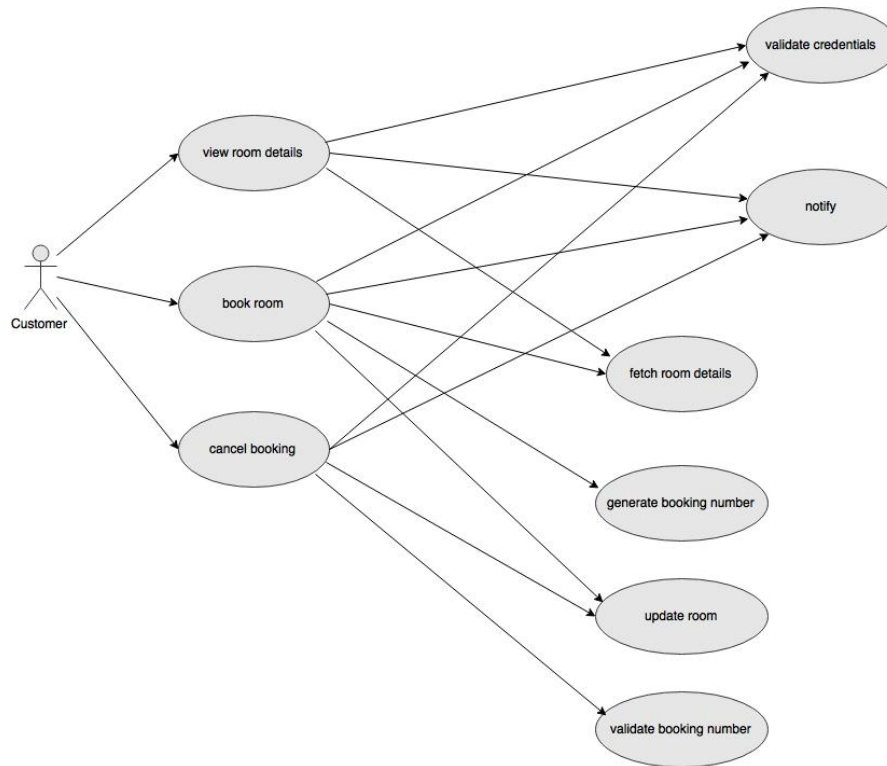 validate credentials
view room details
notify
book room
Customer
fetch room details
cancel booking
generate booking number
update room
validate booking number